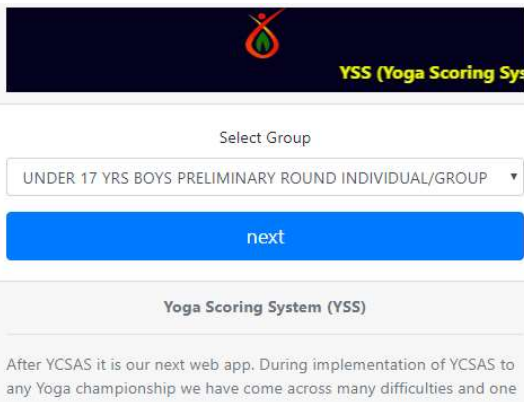 YSS (Yoga Scoring Sys
Select Group
UNDER 17 YRS BOYS PRELIMINARY ROUND INDIVIDUAL/GROUP
next
Yoga Scoring System (YSS)
After YCSAS it is our next web app. During implementation of YCSAS to
any Yoga championship we have come across many difficulties and one